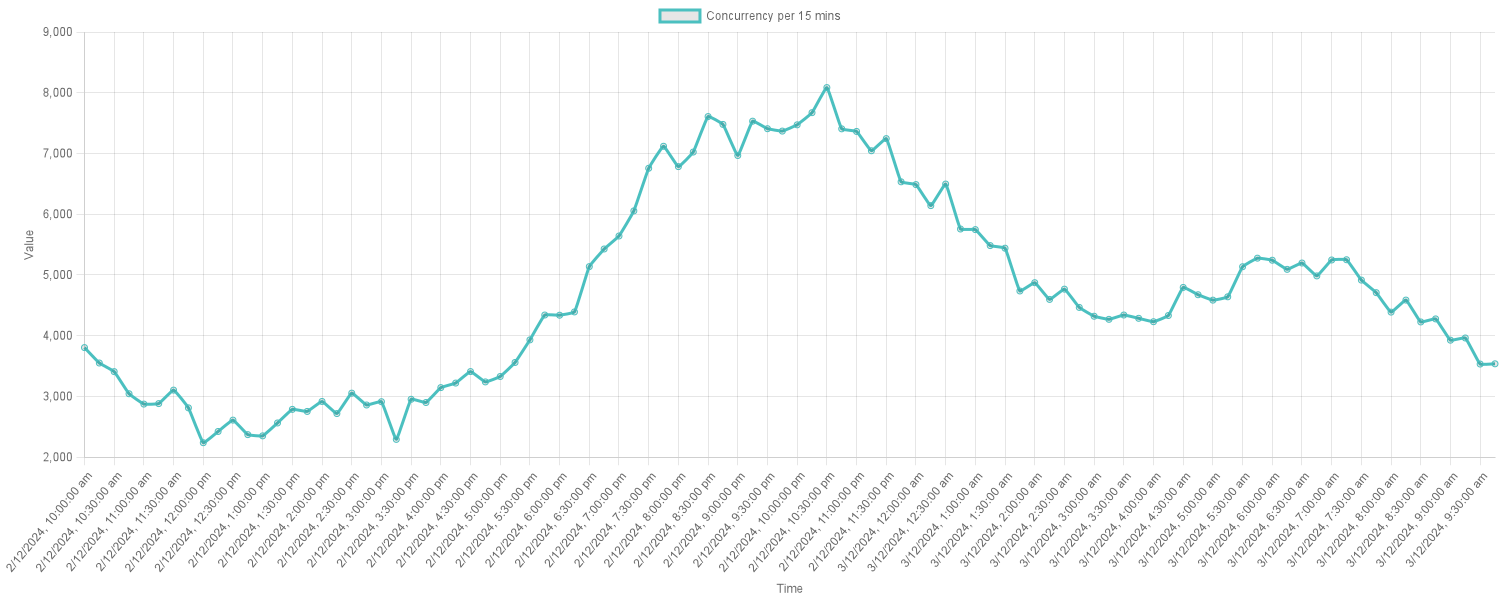 Concurrency per 15 mins
9,000
8,000
7,000
6,000
5,000
4,000
3,000
2,000
Value
2/12/2024, 10:00:00 am
2/12/2024, 10:30:00 am
2/12/2024, 11:00:00 am
2/12/2024, 11:30:00 am
2/12/2024, 12:00:00 pm
2/12/2024, 12:30:00 pm
2/12/2024, 1:00:00 pm
2/12/2024, 1:30:00 pm
2/12/2024, 2:00:00 pm
2/12/2024, 2:30:00 pm
2/12/2024, 3:00:00 pm
2/12/2024, 3:30:00 pm
2/12/2024, 4:00:00 pm
2/12/2024, 4:30:00 pm
2/12/2024, 5:00:00 pm
2/12/2024, 5:30:00 pm
2/12/2024, 6:00:00 pm
2/12/2024, 6:30:00 pm
2/12/2024, 7:00:00 pm
2/12/2024, 7:30:00 pm
2/12/2024, 8:00:00 pm
2/12/2024, 8:30:00 pm
2/12/2024, 9:00:00 pm
2/12/2024, 9:30:00 pm
2/12/2024, 10:00:00 pm
2/12/2024, 10:30:00 pm
2/12/2024, 11:00:00 pm
2/12/2024, 11:30:00 pm
3/12/2024, 12:00:00 am
3/12/2024, 12:30:00 am
3/12/2024, 1:00:00 am
3/12/2024, 1:30:00 am
3/12/2024, 2:00:00 am
3/12/2024, 2:30:00 am
3/12/2024, 3:00:00 am
3/12/2024, 3:30:00 am
3/12/2024, 4:00:00 am
3/12/2024, 4:30:00 am
3/12/2024, 5:00:00 am
3/12/2024, 5:30:00 am
3/12/2024, 6:00:00 am
3/12/2024, 6:30:00 am
3/12/2024, 7:00:00 am
3/12/2024, 7:30:00 am
3/12/2024, 8:00:00 am
3/12/2024, 8:30:00 am
3/12/2024, 9:00:00 am
3/12/2024, 9:30:00 am
Time